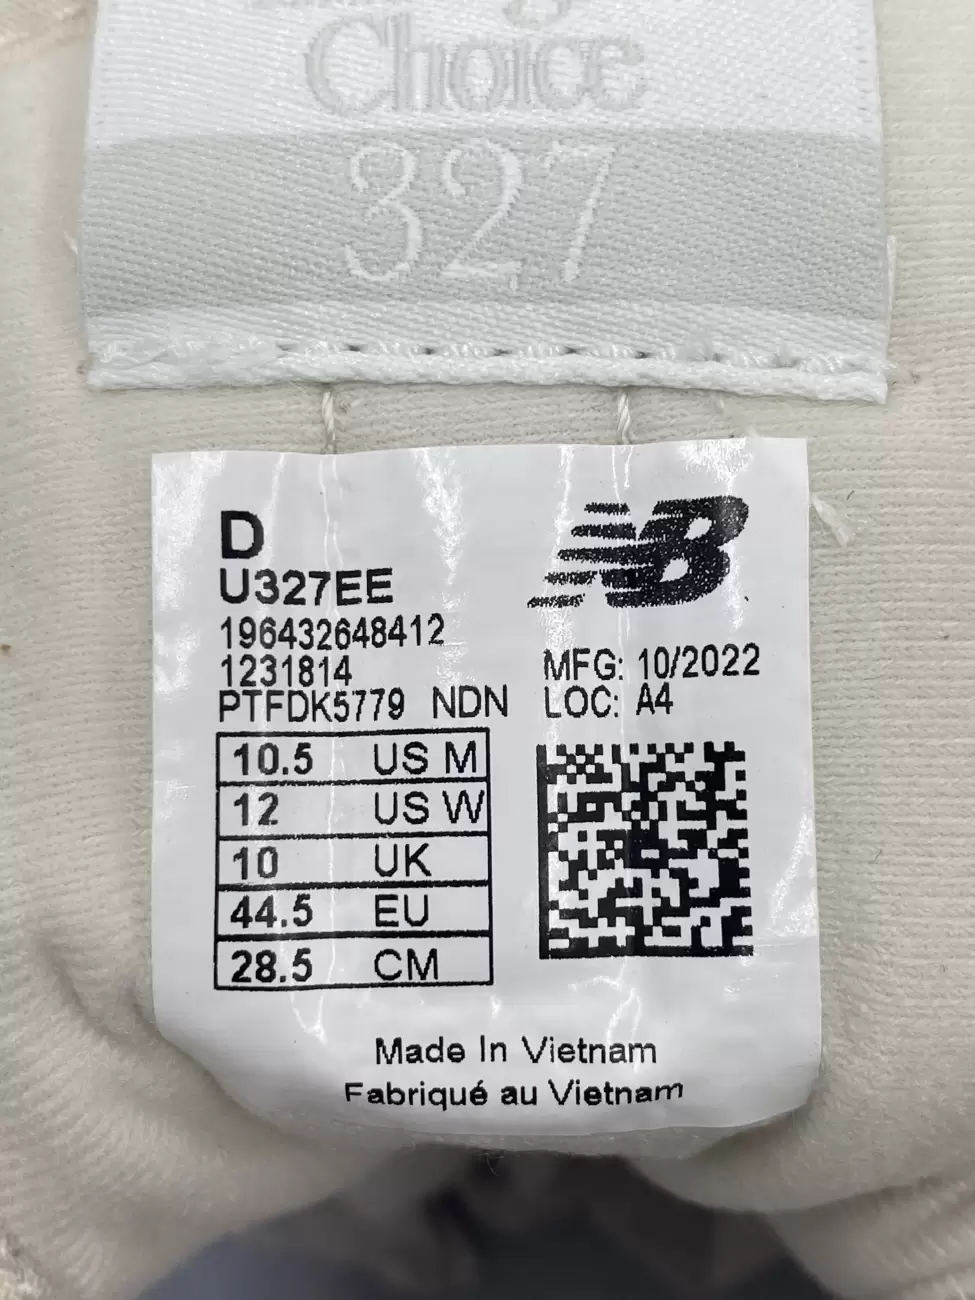 Choice
327
D
NB
U327EE
196432648412
1231814
MFG: 10/2022
PTFDK5779 NDN
LOC: A4
10.5 US M
12 US W
10 UK
44.5 EU
28.5 CM
Made In Vietnam
Fabriqué au Vietnam